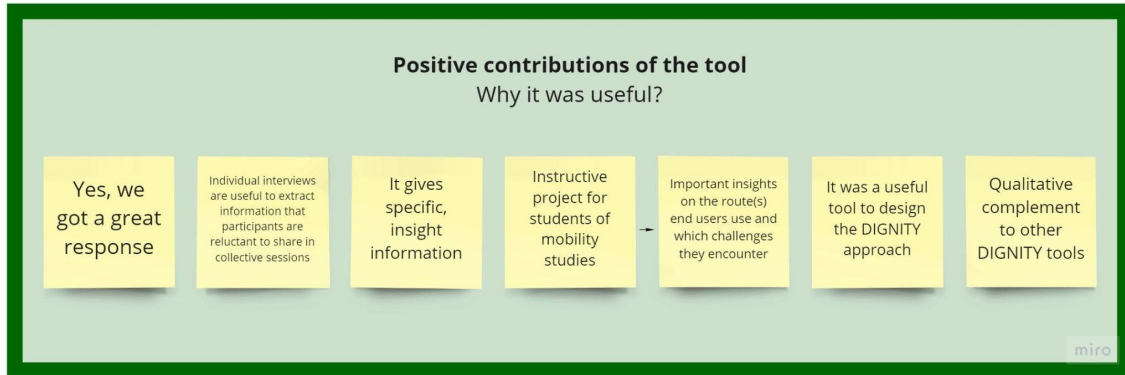 Positive contributions of the tool
Why it was useful?
Yes, we
got a great
response
Individual interviews
are useful to extract
information that
participants are
reluctant to share in
collective sessions
It gives
specific,
insight
information
Instructive
project for
students of
mobility
studies
Important insights
on the route(s)
end users use and
which challenges
they encounter
It was a useful
tool to design
the DIGNITY
approach
Qualitative
complement
to other
DIGNITY tools
miro